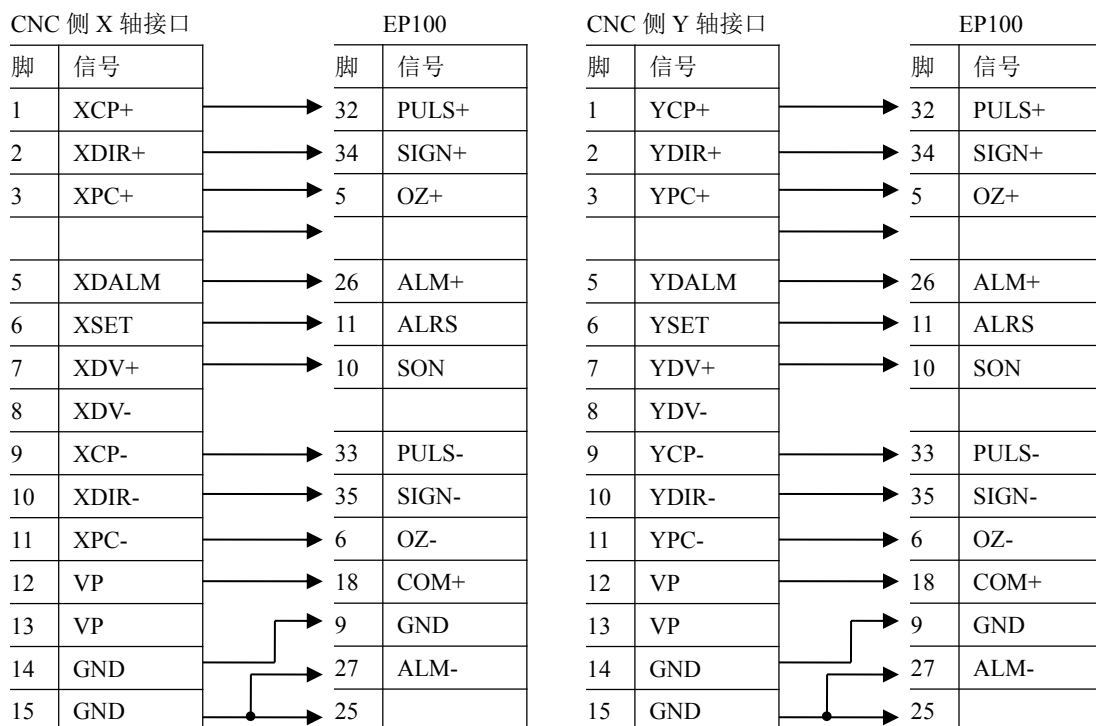 CNC 侧 X 轴接口 EP100 CNC 侧 Y 轴接口 EP100
脚 信号 脚 信号 脚 信号 脚 信号
1 XCP+ 32 PULS+ 1 YCP+ 32 PULS+
2 XDIR+ 34 SIGN+ 2 YDIR+ 34 SIGN+
3 XPC+ 5 OZ+ 3 YPC+ 5 OZ+
5 XDALM 26 ALM+ 5 YDALM 26 ALM+
6 XSET 11 ALRS 6 YSET 11 ALRS
7 XDV+ 10 SON 7 YDV+ 10 SON
8 XDV- 8 YDV-
9 XCP- 33 PULS- 9 YCP- 33 PULS-
10 XDIR- 35 SIGN- 10 YDIR- 35 SIGN-
11 XPC- 6 OZ- 11 YPC- 6 OZ-
12 VP 18 COM+ 12 VP 18 COM+
13 VP 9 GND 13 VP 9 GND
14 GND 27 ALM- 14 GND 27 ALM-
15 GND 25 15 GND 25